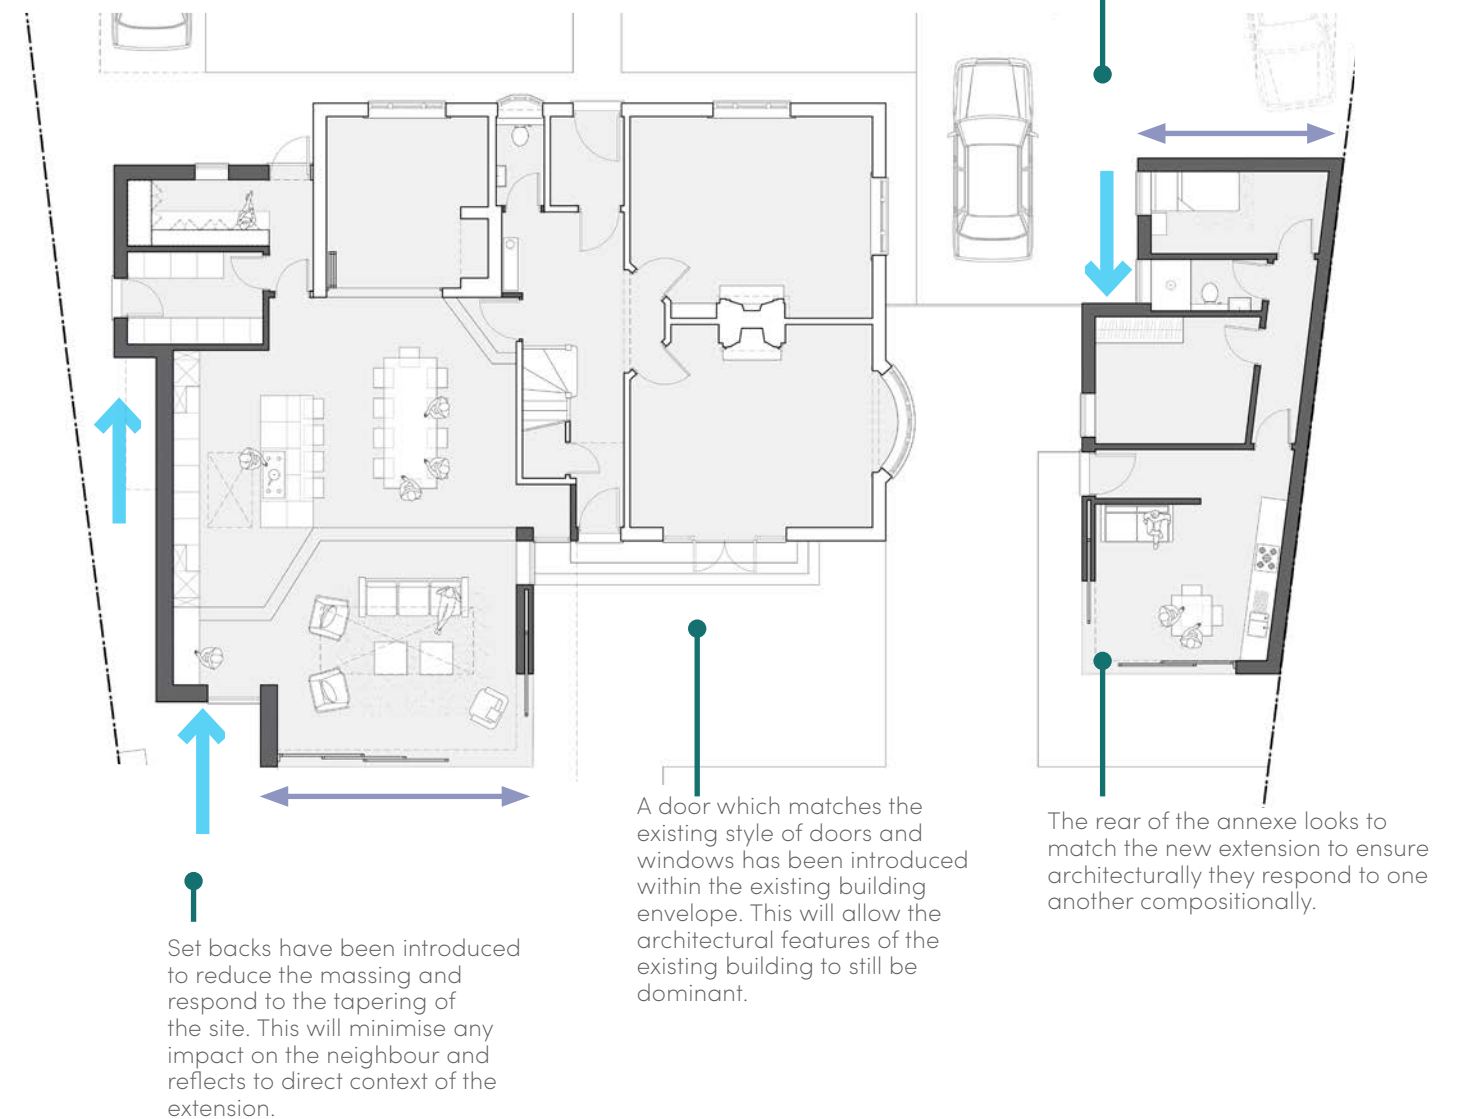 Set backs have been introduced
to reduce the massing and
respond to the tapering of
the site. This will minimise any
impact on the neighbour and
reflects to direct context of the
extension.
A door which matches the
existing style of doors and
windows has been introduced
within the existing building
envelope. This will allow the
architectural features of the
existing building to still be
dominant.
The rear of the annexe looks to
match the new extension to ensure
architecturally they respond to one
another compositionally.